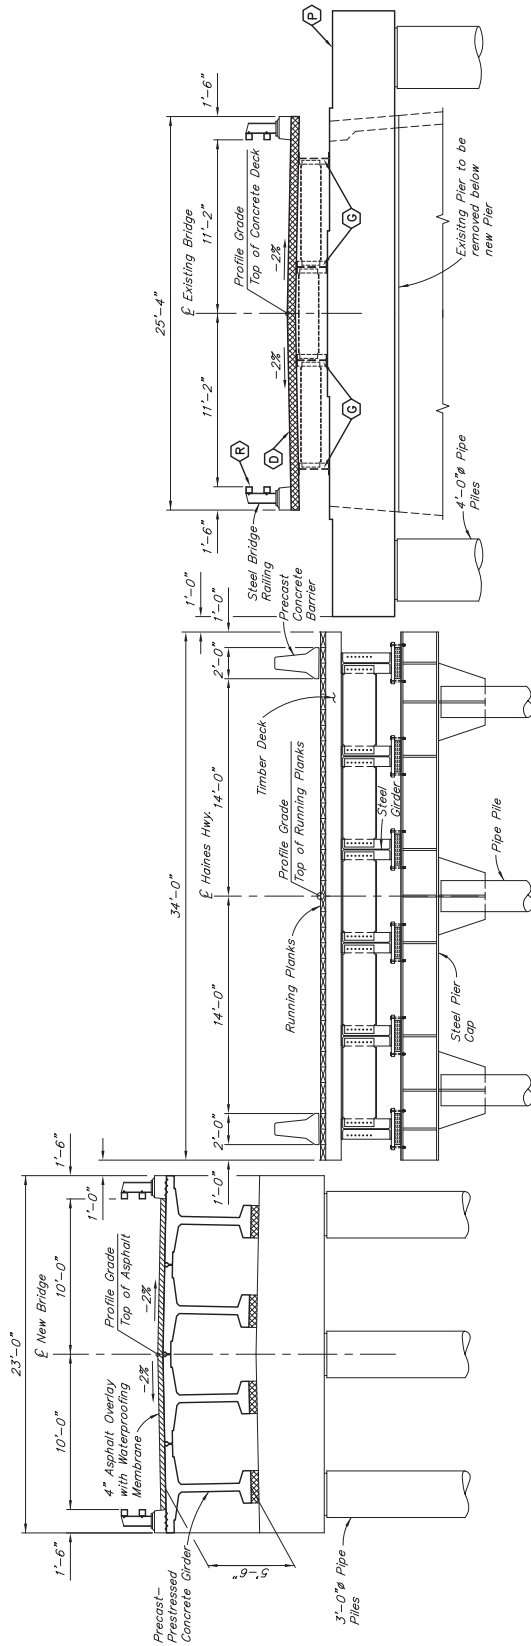 23'-0"
1'-6"
10'-0"
10'-0"
1'-6"
℄ New Bridge
1'-0"
4" Asphalt Overlay
with Waterproofing
Membrane
Profile Grade
Top of Asphalt
-2%
-2%
Precast-
Prestressed
Concrete Girder
5'-6"
3'-0"ø Pipe
Piles
34'-0"
℄ Haines Hwy.
1'-0"
2'-0"
14'-0"
14'-0"
2'-0"
1'-0"
1'-0"
Running Planks
Profile Grade
Top of Running Planks
Timber Deck
Precast
Concrete
Barrier
Steel
Girder
Steel Pier
Cap
Pipe Pile
25'-4"
℄ Existing Bridge
1'-6"
11'-2"
11'-2"
1'-6"
Steel Bridge
Railing
R
D
Profile Grade
Top of Concrete Deck
-2%
-2%
G
G
P
4'-0"ø Pipe
Piles
Exisitng Pier to be
removed below
new Pier